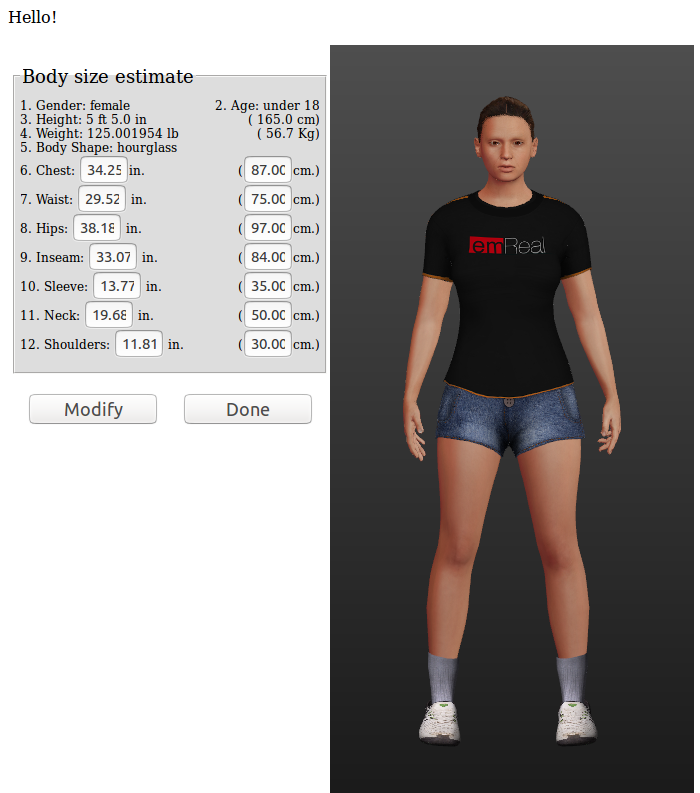 Hello!
Body size estimate
1. Gender: female 2. Age: under 18
3. Height: 5 ft 5.0 in ( 165.0 cm)
4. Weight: 125.001954 lb ( 56.7 Kg)
5. Body Shape: hourglass
6. Chest: 34.25 in. ( 87.00 cm.)
7. Waist: 29.52 in. ( 75.00 cm.)
8. Hips: 38.18 in. ( 97.00 cm.)
9. Inseam: 33.07 in. ( 84.00 cm.)
10. Sleeve: 13.77 in. ( 35.00 cm.)
11. Neck: 19.68 in. ( 50.00 cm.)
12. Shoulders: 11.81 in. ( 30.00 cm.)
Modify Done
emReal